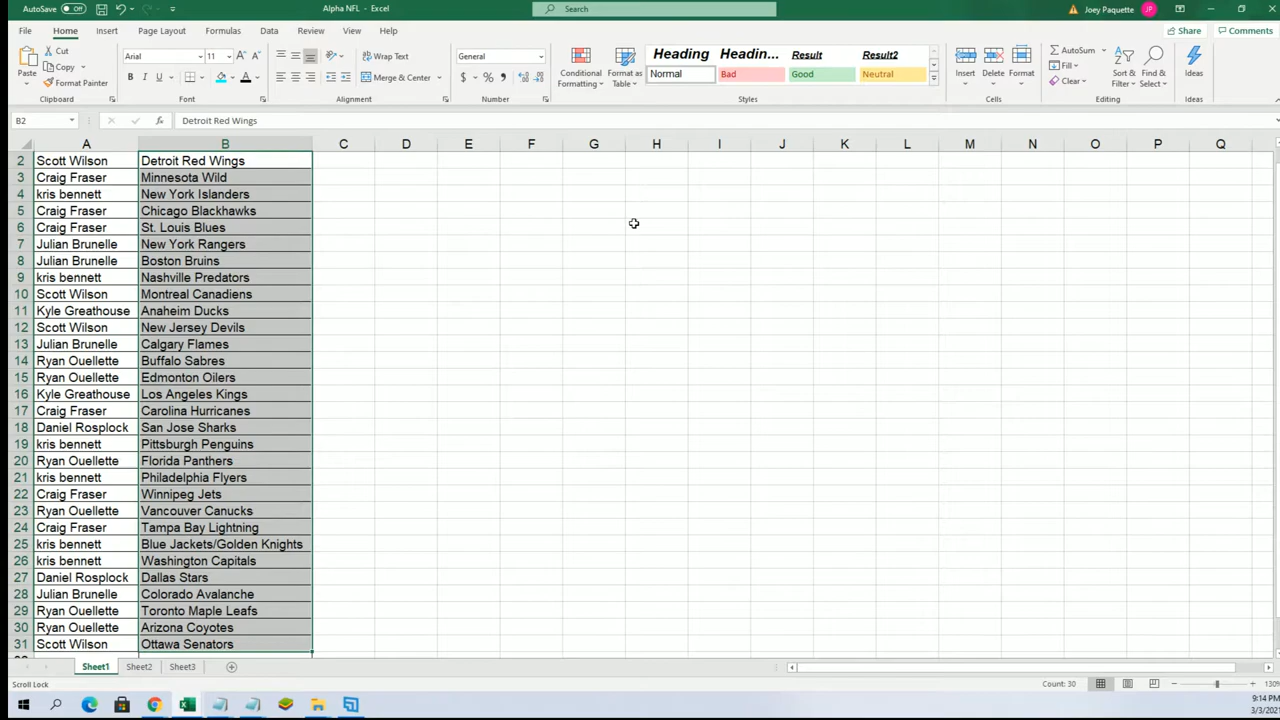 AutoSave Off Alpha NFL - Excel Search Joey Paquette JP
File Home Insert Page Layout Formulas Data Review View Help Share Comments
Cut Arial 11 Wrap Text General Heading Headin... Result Result2 AutoSum
Copy Fill
Paste Format Painter B I U A Merge & Center $ % Conditional Formatting Format as Table Normal Bad Good Neutral Insert Delete Format Clear Sort & Filter Find & Select Ideas
Clipboard Font Alignment Number Styles Cells Editing Ideas
B2 fx Detroit Red Wings
A B C D E F G H I J K L M N O P Q
2 Scott Wilson Detroit Red Wings
3 Craig Fraser Minnesota Wild
4 kris bennett New York Islanders
5 Craig Fraser Chicago Blackhawks
6 Craig Fraser St. Louis Blues
7 Julian Brunelle New York Rangers
8 Julian Brunelle Boston Bruins
9 kris bennett Nashville Predators
10 Scott Wilson Montreal Canadiens
11 Kyle Greathouse Anaheim Ducks
12 Scott Wilson New Jersey Devils
13 Julian Brunelle Calgary Flames
14 Ryan Ouellette Buffalo Sabres
15 Ryan Ouellette Edmonton Oilers
16 Kyle Greathouse Los Angeles Kings
17 Craig Fraser Carolina Hurricanes
18 Daniel Rosplock San Jose Sharks
19 kris bennett Pittsburgh Penguins
20 Ryan Ouellette Florida Panthers
21 kris bennett Philadelphia Flyers
22 Craig Fraser Winnipeg Jets
23 Ryan Ouellette Vancouver Canucks
24 Craig Fraser Tampa Bay Lightning
25 kris bennett Blue Jackets/Golden Knights
26 kris bennett Washington Capitals
27 Daniel Rosplock Dallas Stars
28 Julian Brunelle Colorado Avalanche
29 Ryan Ouellette Toronto Maple Leafs
30 Ryan Ouellette Arizona Coyotes
31 Scott Wilson Ottawa Senators
Sheet1 Sheet2 Sheet3
Scroll Lock Count: 30 130%
9:14 PM
3/3/2021